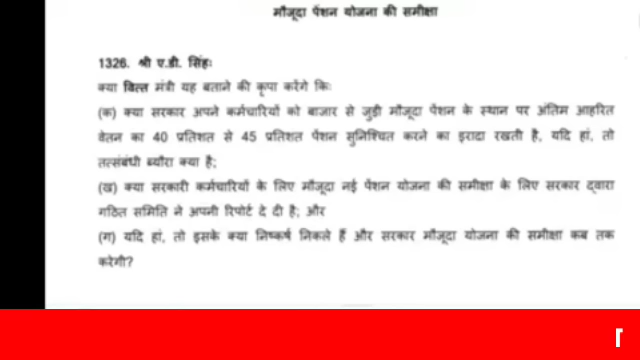 मौजूदा पेंशन योजना की समीक्षा
1326. श्री ए.डी. सिंहः
क्या वित्त मंत्री यह बताने की कृपा करेंगे किः
(क) क्या सरकार अपने कर्मचारियों को बाजार से जुड़ी मौजूदा पेंशन के स्थान पर अंतिम आहरित
वेतन का 40 प्रतिशत से 45 प्रतिशत पेंशन सुनिश्चित करने का इरादा रखती है, यदि हां, तो
तत्संबंधी ब्यौरा क्या है;
(ख) क्या सरकारी कर्मचारियों के लिए मौजूदा नई पेंशन योजना की समीक्षा के लिए सरकार द्वारा
गठित समिति ने अपनी रिपोर्ट दे दी है; और
(ग) यदि हां, तो इसके क्या निष्कर्ष निकले हैं और सरकार मौजूदा योजना की समीक्षा कब तक
करेगी?